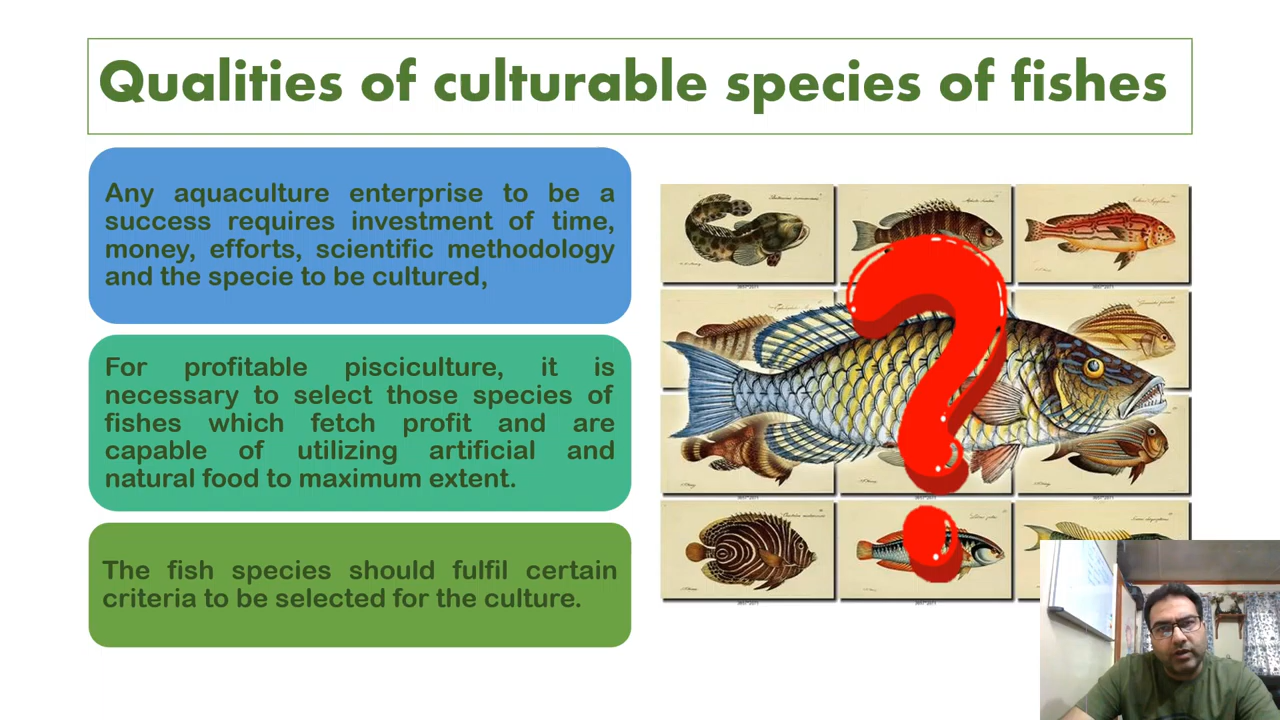 Qualities of culturable species of fishes
Any aquaculture enterprise to be a
success requires investment of time,
money, efforts, scientific methodology
and the specie to be cultured,
For profitable pisciculture, it is
necessary to select those species of
fishes which fetch profit and are
capable of utilizing artificial and
natural food to maximum extent.
The fish species should fulfil certain
criteria to be selected for the culture.